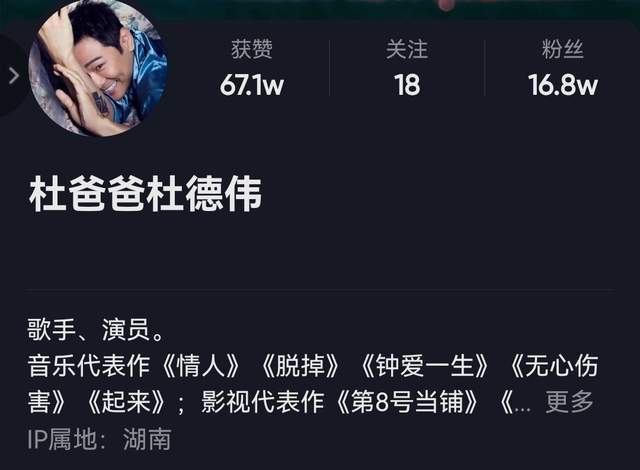 获赞 关注 粉丝
67.1w 18 16.8w
杜爸爸杜德伟
歌手、演员。
音乐代表作《情人》《脱掉》《钟爱一生》《无心伤
害》《起来》；影视代表作《第8号当铺》《... 更多
IP属地：湖南